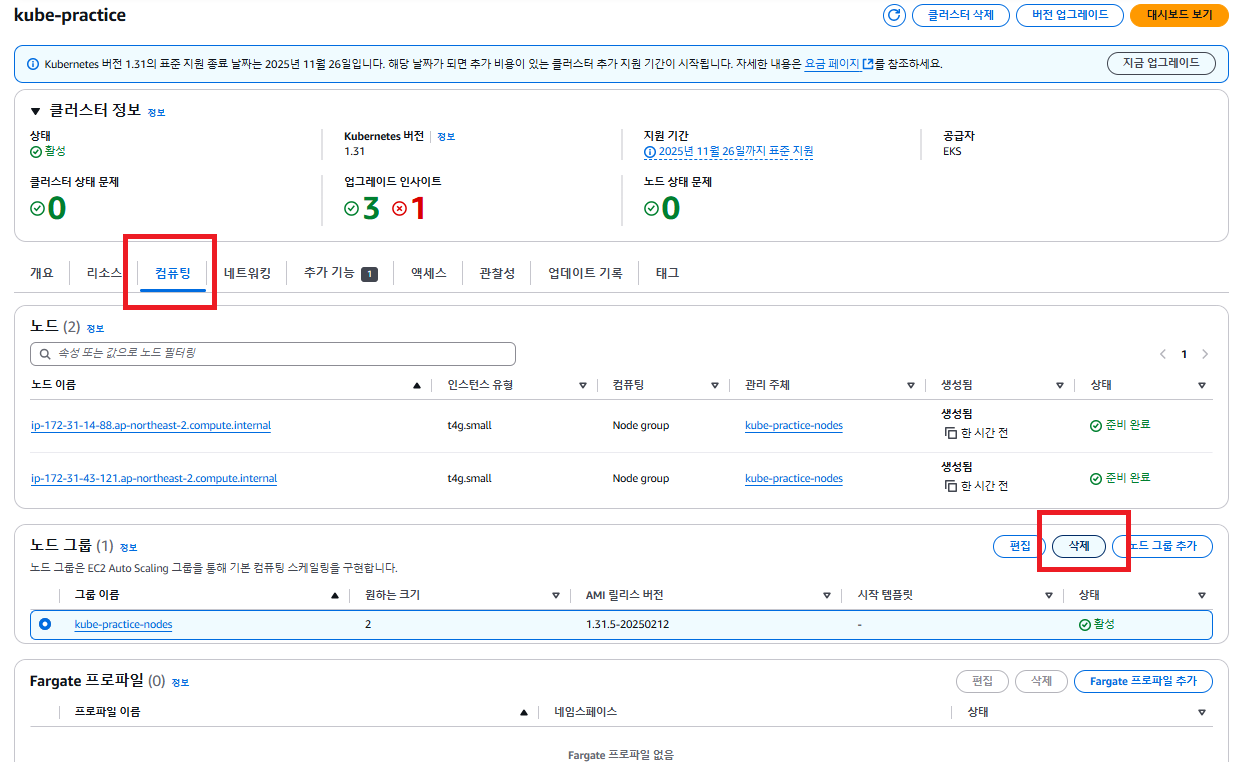 kube-practice
클러스터 삭제 버전 업그레이드 대시보드 보기
Kubernetes 버전 1.31의 표준 지원 종료 날짜는 2025년 11월 26일입니다. 해당 날짜가 되면 추가 비용이 있는 클러스터 추가 지원 기간이 시작됩니다. 자세한 내용은 요금 페이지를 참조하세요. 지금 업그레이드
▼ 클러스터 정보 정보
상태 Kubernetes 버전 | 정보 지원 기간 공급자
활성 1.31 2025년 11월 26일까지 표준 지원 EKS
클러스터 상태 문제 업그레이드 인사이트 노드 상태 문제
0 3 1 0
개요 리소스 컴퓨팅 네트워킹 추가 기능 1 액세스 관찰성 업데이트 기록 태그
노드 (2) 정보
속성 또는 값으로 노드 필터링 1
노드 이름 인스턴스 유형 컴퓨팅 관리 주체 생성됨 상태
ip-172-31-14-88.ap-northeast-2.compute.internal t4g.small Node group kube-practice-nodes 생성됨 한 시간 전 준비 완료
ip-172-31-43-121.ap-northeast-2.compute.internal t4g.small Node group kube-practice-nodes 생성됨 한 시간 전 준비 완료
노드 그룹 (1) 정보 편집 삭제 노드 그룹 추가
노드 그룹은 EC2 Auto Scaling 그룹을 통해 기본 컴퓨팅 스케일링을 구현합니다.
그룹 이름 원하는 크기 AMI 릴리스 버전 시작 템플릿 상태
kube-practice-nodes 2 1.31.5-20250212 - 활성
Fargate 프로파일 (0) 정보 편집 삭제 Fargate 프로파일 추가
프로파일 이름 네임스페이스 상태
Fargate 프로파일 없음